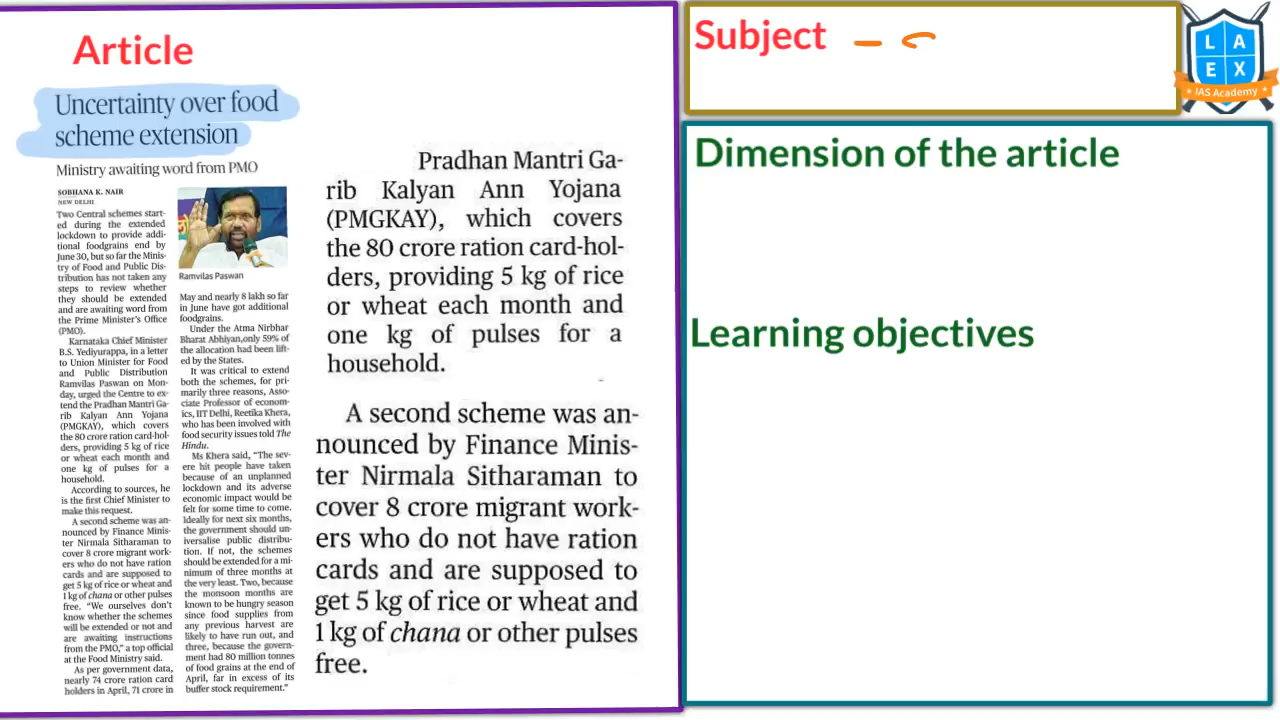 Article
Uncertainty over food
scheme extension
Ministry awaiting word from PMO
SOBHANA K. NAIR
NEW DELHI
Two Central schemes start-
ed during the extended
lockdown to provide addi-
tional foodgrains end by
June 30, but so far the Minis-
try of Food and Public Dis-
tribution has not taken any
steps to review whether
they should be extended
and are awaiting word from
the Prime Minister's Office
(PMO).
Karnataka Chief Minister
B.S. Yediyurappa, in a letter
to Union Minister for Food
and Public Distribution
Ramvilas Paswan on Mon-
day, urged the Centre to ex-
tend the Pradhan Mantri Ga-
rib Kalyan Ann Yojana
(PMGKAY), which covers
the 80 crore ration card-hol-
ders, providing 5 kg of rice
or wheat each month and
one kg of pulses for a
household.
According to sources, he
is the first Chief Minister to
make this request.
A second scheme was an-
nounced by Finance Minis-
ter Nirmala Sitharaman to
cover 8 crore migrant work-
ers who do not have ration
cards and are supposed to
get 5 kg of rice or wheat and
1 kg of chana or other pulses
free. "We ourselves don't
know whether the schemes
will be extended or not and
are awaiting instructions
from the PMO," a top official
at the Food Ministry said.
As per government data,
nearly 74 crore ration card
holders in April, 71 crore in
Ramvilas Paswan
May and nearly 8 lakh so far
in June have got additional
foodgrains.
Under the Atma Nirbhar
Bharat Abhiyan,only 59% of
the allocation had been lift-
ed by the States.
It was critical to extend
both the schemes, for pri-
marily three reasons, Asso-
ciate Professor of econom-
ics, IIT Delhi, Reetika Khera,
who has been involved with
food security issues told The
Hindu.
Ms Khera said, "The sev-
ere hit people have taken
because of an unplanned
lockdown and its adverse
economic impact would be
felt for some time to come.
Ideally for next six months,
the government should un-
iversalise public distribu-
tion. If not, the schemes
should be extended for a mi-
nimum of three months at
the very least. Two, because
the monsoon months are
known to be hungry season
since food supplies from
any previous harvest are
likely to have run out, and
three, because the govern-
ment had 80 million tonnes
of food grains at the end of
April, far in excess of its
buffer stock requirement."
Pradhan Mantri Ga-
rib Kalyan Ann Yojana
(PMGKAY), which covers
the 80 crore ration card-hol-
ders, providing 5 kg of rice
or wheat each month and
one kg of pulses for a
household.
A second scheme was an-
nounced by Finance Minis-
ter Nirmala Sitharaman to
cover 8 crore migrant work-
ers who do not have ration
cards and are supposed to
get 5 kg of rice or wheat and
1 kg of chana or other pulses
free.
Subject –
LA
EX
IAS Academy
Dimension of the article
Learning objectives